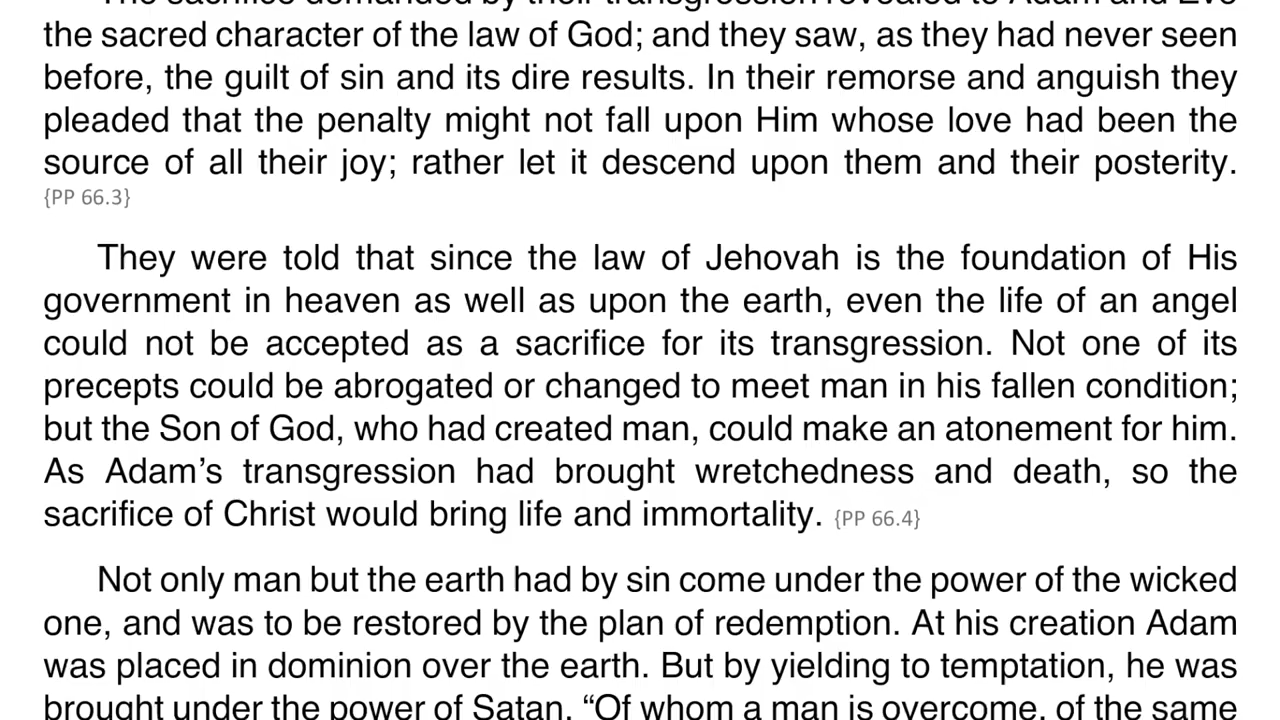 The sacrifice demanded by their transgression revealed to Adam and Eve
the sacred character of the law of God; and they saw, as they had never seen
before, the guilt of sin and its dire results. In their remorse and anguish they
pleaded that the penalty might not fall upon Him whose love had been the
source of all their joy; rather let it descend upon them and their posterity.
{PP 66.3}
They were told that since the law of Jehovah is the foundation of His
government in heaven as well as upon the earth, even the life of an angel
could not be accepted as a sacrifice for its transgression. Not one of its
precepts could be abrogated or changed to meet man in his fallen condition;
but the Son of God, who had created man, could make an atonement for him.
As Adam’s transgression had brought wretchedness and death, so the
sacrifice of Christ would bring life and immortality. {PP 66.4}
Not only man but the earth had by sin come under the power of the wicked
one, and was to be restored by the plan of redemption. At his creation Adam
was placed in dominion over the earth. But by yielding to temptation, he was
brought under the power of Satan. “Of whom a man is overcome, of the same